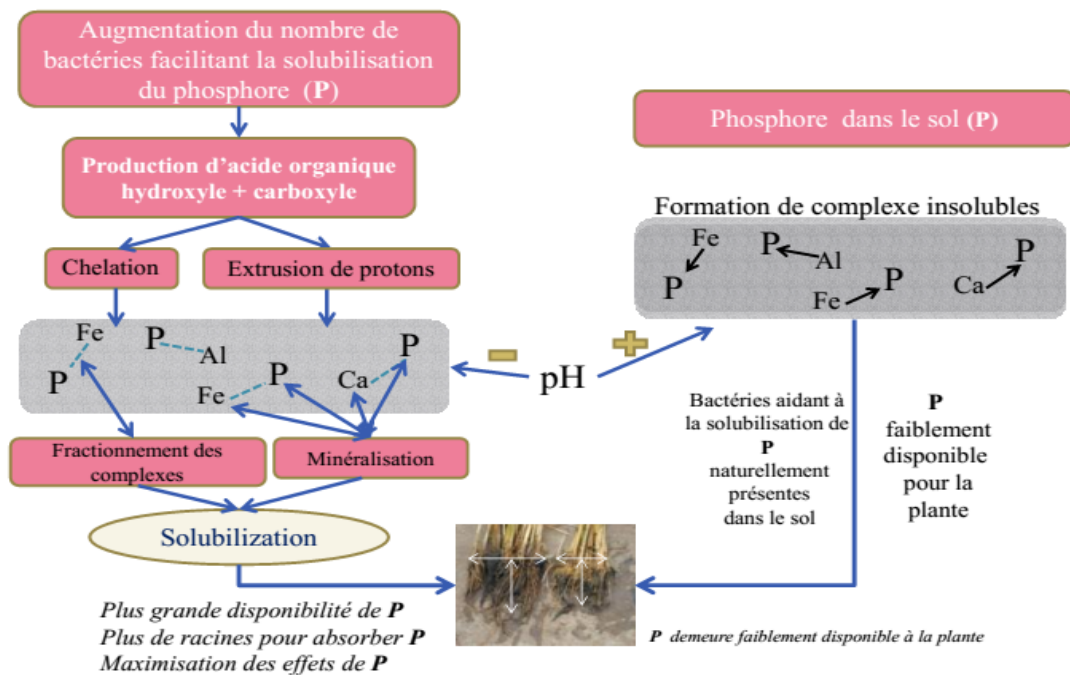 Augmentation du nombre de
bactéries facilitant la solubilisation
du phosphore (P)
Production d'acide organique
hydroxyle + carboxyle
Chelation
Extrusion de protons
Fe
P
P
Al
Fe
P
Ca
P
Fractionnement des
complexes
Minéralisation
Solubilization
Plus grande disponibilité de P
Plus de racines pour absorber P
Maximisation des effets de P
pH
Phosphore dans le sol (P)
Formation de complexe insolubles
Fe
P
P
Al
Fe
P
Ca
P
Bactéries aidant à
la solubilisation de
P
naturellement
présentes
dans le sol
P
faiblement
disponible
pour la
plante
P demeure faiblement disponible à la plante